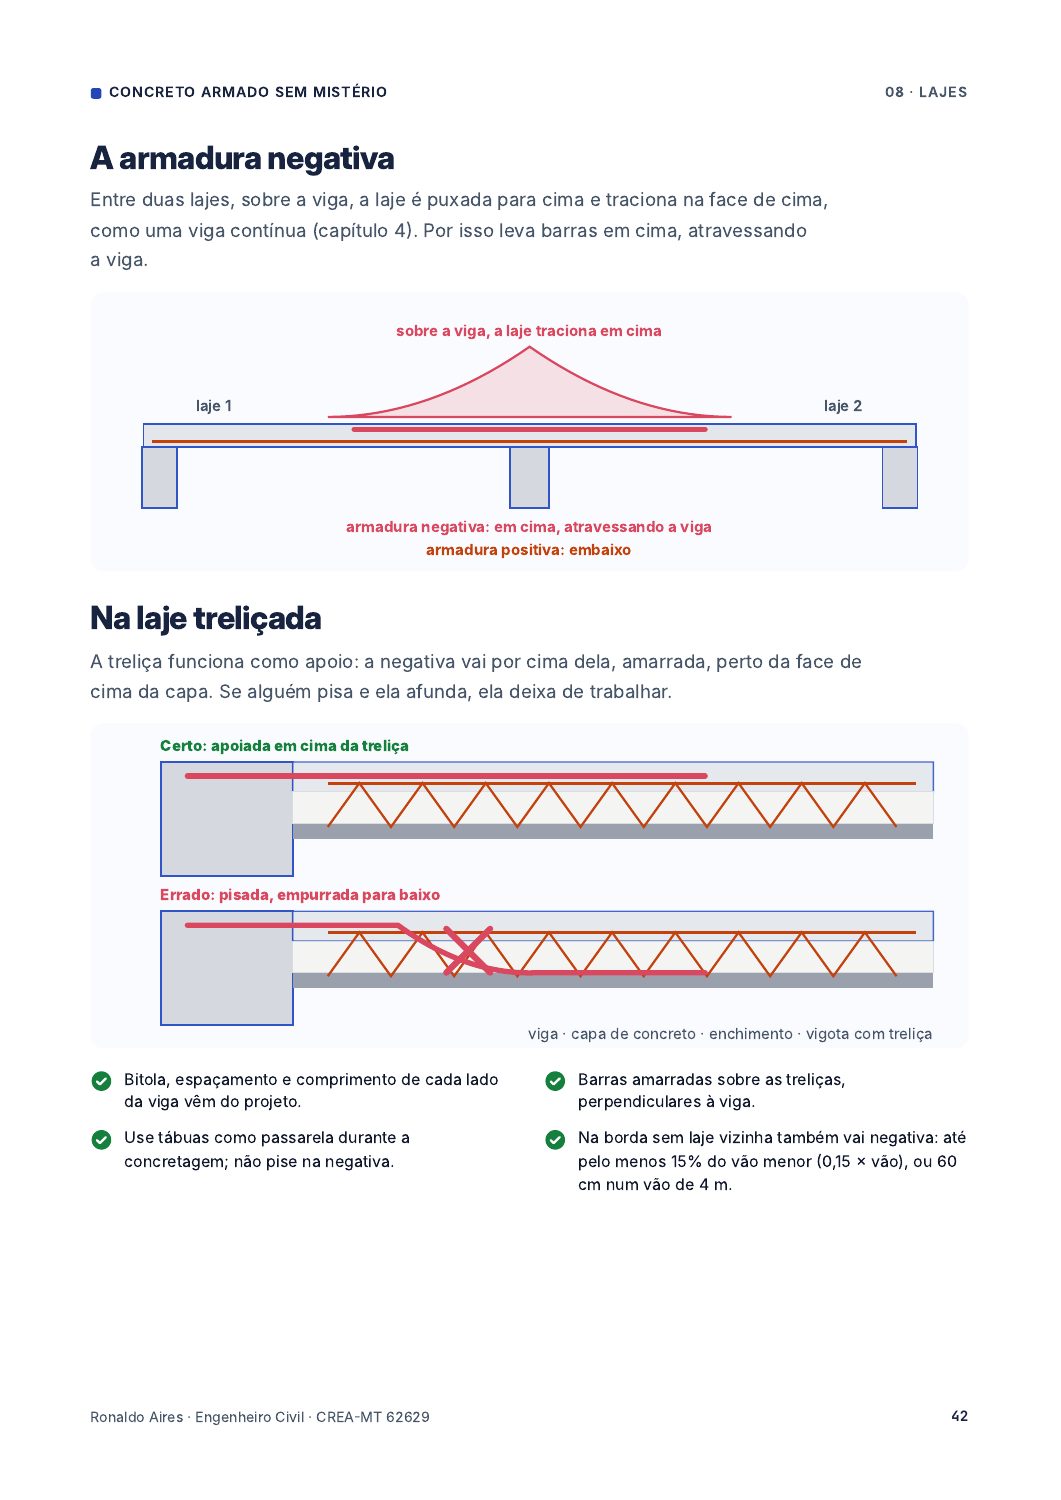 CONCRETO ARMADO SEM MISTÉRIO
08 · LAJES
A armadura negativa
Entre duas lajes, sobre a viga, a laje é puxada para cima e traciona na face de cima,
como uma viga contínua (capítulo 4). Por isso leva barras em cima, atravessando
a viga.
sobre a viga, a laje traciona em cima
laje 1
laje 2
armadura negativa: em cima, atravessando a viga
armadura positiva: embaixo
Na laje treliçada
A treliça funciona como apoio: a negativa vai por cima dela, amarrada, perto da face de
cima da capa. Se alguém pisa e ela afunda, ela deixa de trabalhar.
Certo: apoiada em cima da treliça
Errado: pisada, empurrada para baixo
viga · capa de concreto · enchimento · vigota com treliça
Bitola, espaçamento e comprimento de cada lado
da viga vêm do projeto.
Use tábuas como passarela durante a
concretagem; não pise na negativa.
Barras amarradas sobre as treliças,
perpendiculares à viga.
Na borda sem laje vizinha também vai negativa: até
pelo menos 15% do vão menor (0,15 × vão), ou 60
cm num vão de 4 m.
Ronaldo Aires · Engenheiro Civil · CREA-MT 62629
42